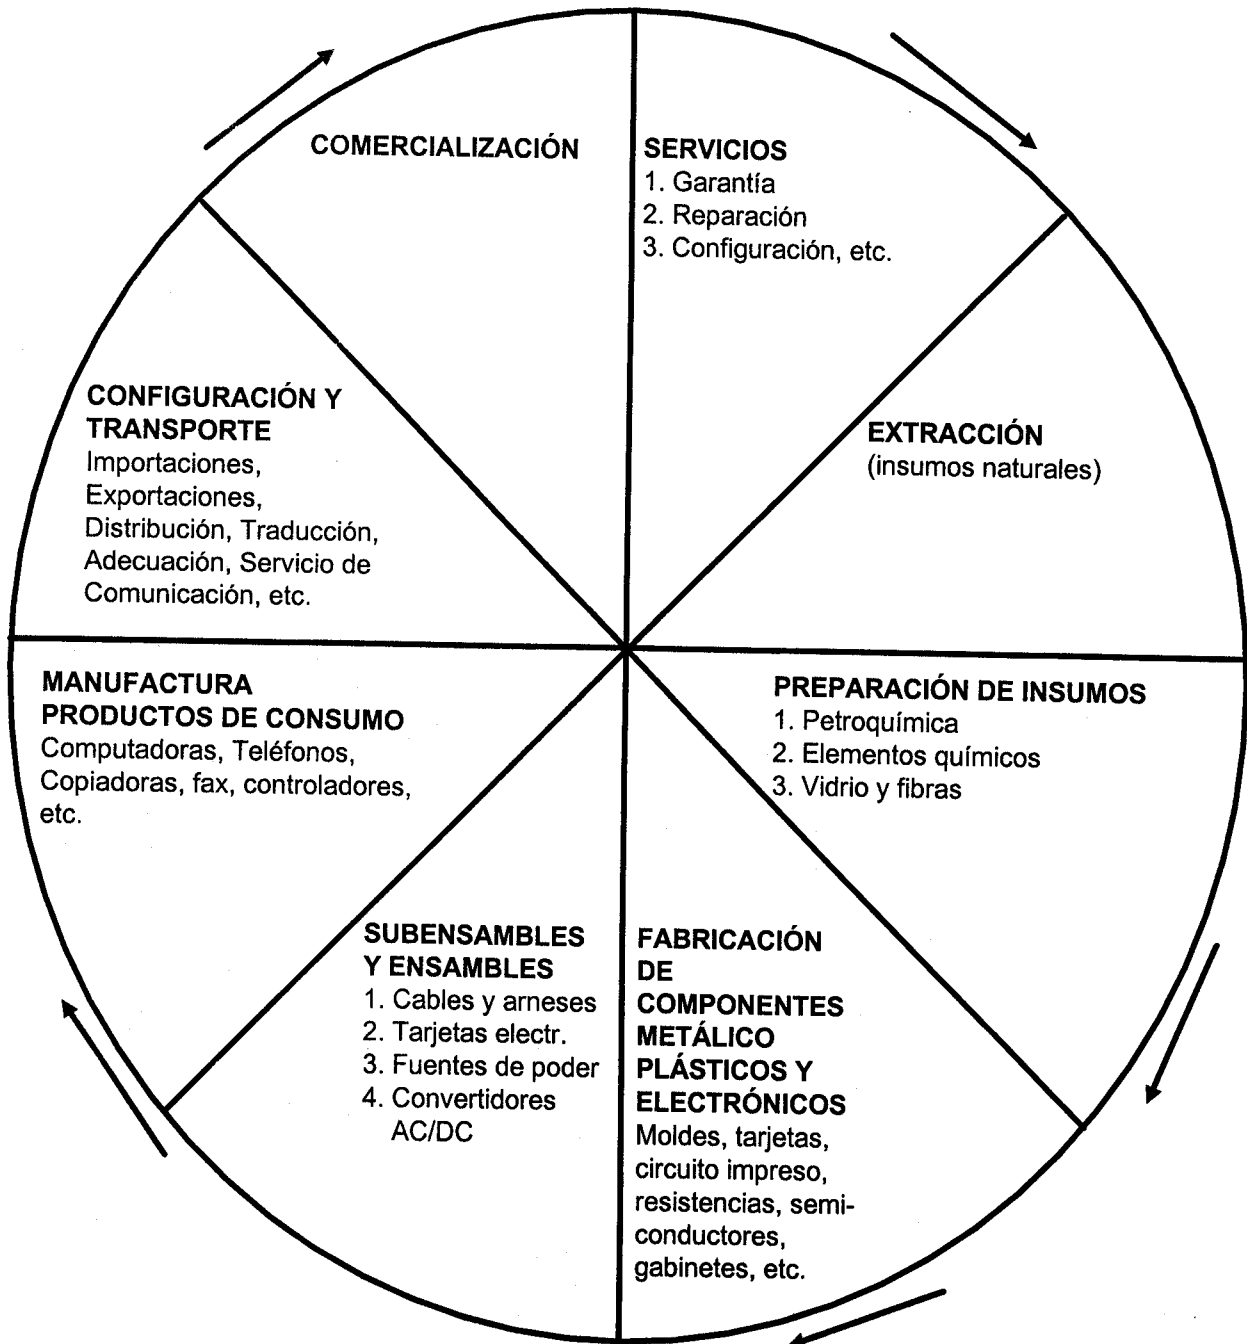 COMERCIALIZACIÓN
SERVICIOS
1. Garantía
2. Reparación
3. Configuración, etc.
EXTRACCIÓN
(insumos naturales)
PREPARACIÓN DE INSUMOS
1. Petroquímica
2. Elementos químicos
3. Vidrio y fibras
FABRICACIÓN
DE
COMPONENTES
METÁLICO
PLÁSTICOS Y
ELECTRÓNICOS
Moldes, tarjetas,
circuito impreso,
resistencias, semi-
conductores,
gabinetes, etc.
SUBENSAMBLES
Y ENSAMBLES
1. Cables y arneses
2. Tarjetas electr.
3. Fuentes de poder
4. Convertidores
AC/DC
MANUFACTURA
PRODUCTOS DE CONSUMO
Computadoras, Teléfonos,
Copiadoras, fax, controladores,
etc.
CONFIGURACIÓN Y
TRANSPORTE
Importaciones,
Exportaciones,
Distribución, Traducción,
Adecuación, Servicio de
Comunicación, etc.